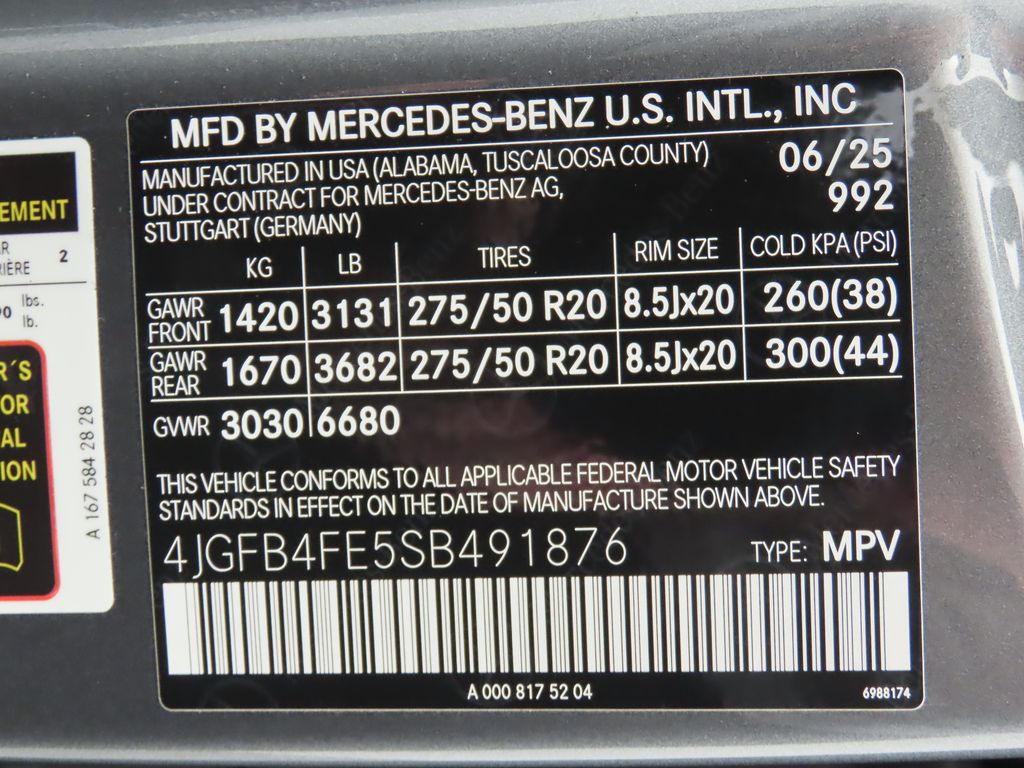 MFD BY MERCEDES-BENZ U.S. INTL., INC
MANUFACTURED IN USA (ALABAMA, TUSCALOOSA COUNTY) 06/25
UNDER CONTRACT FOR MERCEDES-BENZ AG, 992
STUTTGART (GERMANY)
KG LB TIRES RIM SIZE COLD KPA (PSI)
GAWR FRONT 1420 3131 275/50 R20 8.5Jx20 260(38)
GAWR REAR 1670 3682 275/50 R20 8.5Jx20 300(44)
GVWR 3030 6680
THIS VEHICLE CONFORMS TO ALL APPLICABLE FEDERAL MOTOR VEHICLE SAFETY
STANDARDS IN EFFECT ON THE DATE OF MANUFACTURE SHOWN ABOVE.
4JGFB4FE5SB491876 TYPE: MPV
A 000 817 52 04 6988174
EMENT
2
lbs.
lb.
R´S
OR
AL
ION
A 167 584 28 28